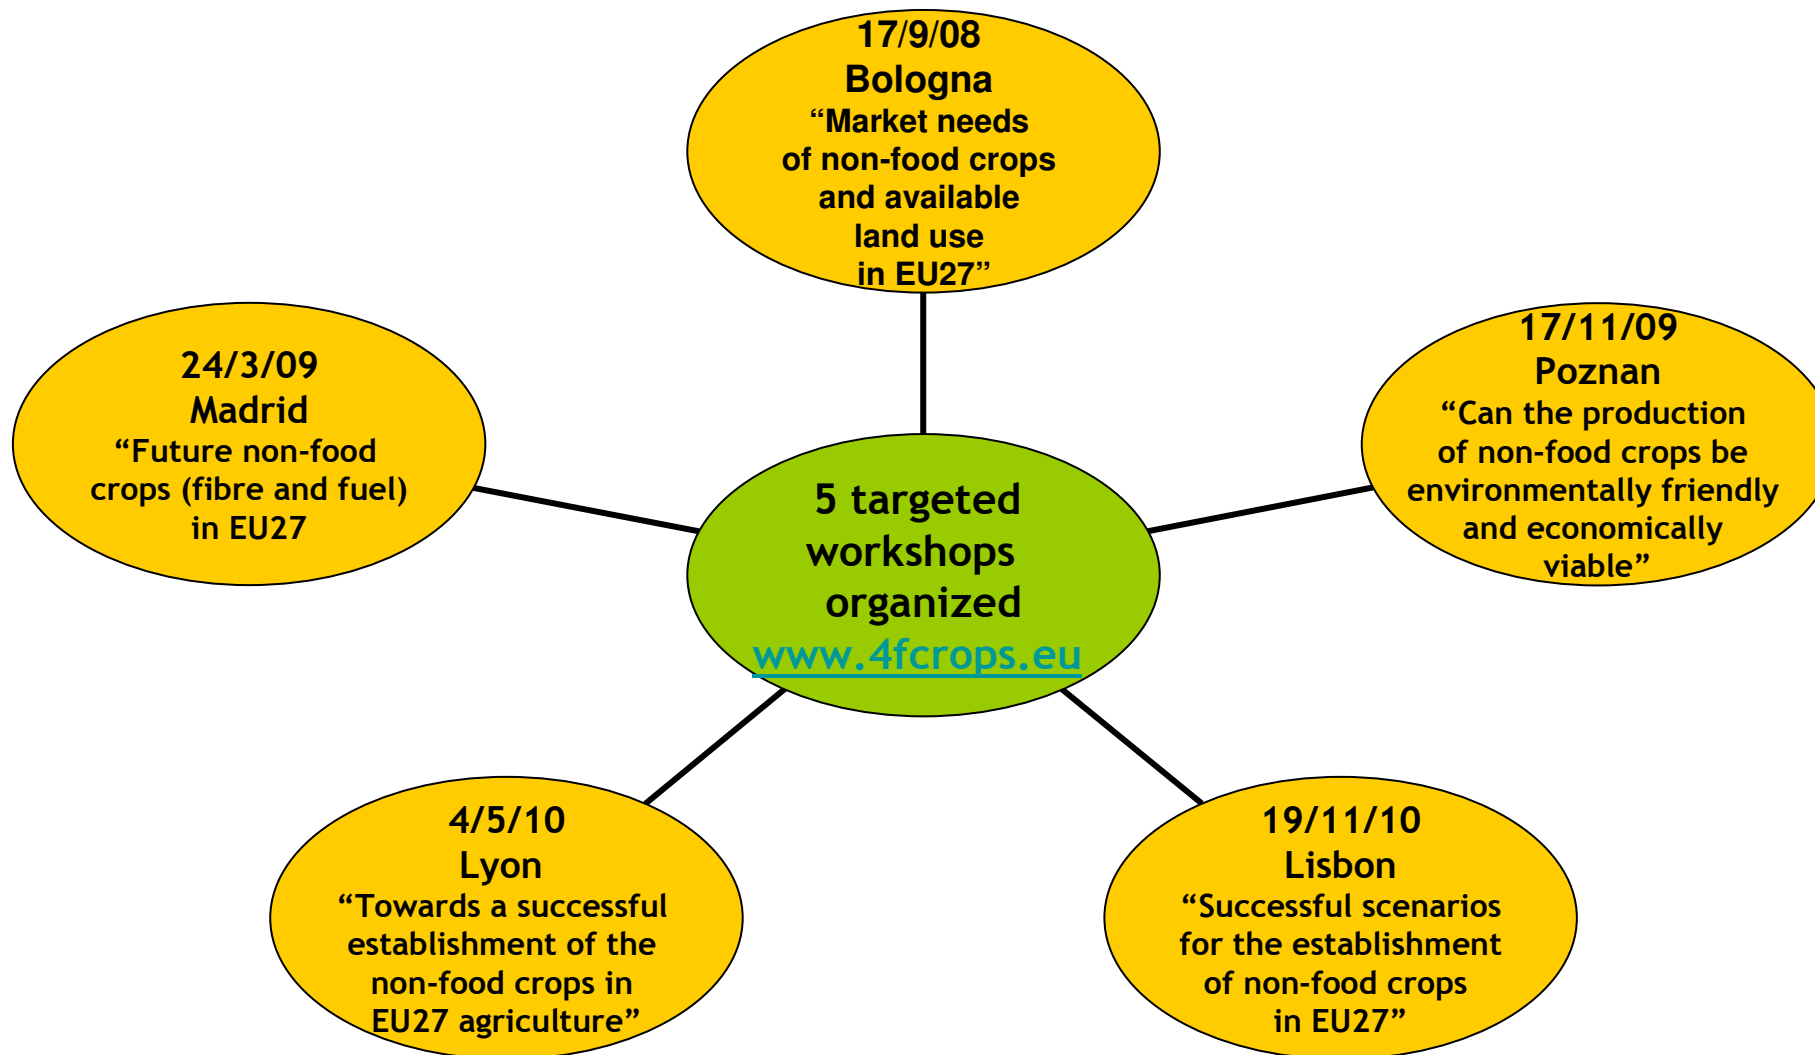 17/9/08
Bologna
“Market needs
of non-food crops
and available
land use
in EU27”
24/3/09
Madrid
“Future non-food
crops (fibre and fuel)
in EU27
17/11/09
Poznan
“Can the production
of non-food crops be
environmentally friendly
and economically
viable”
5 targeted
workshops
organized
www.4fcrops.eu
4/5/10
Lyon
“Towards a successful
establishment of the
non-food crops in
EU27 agriculture”
19/11/10
Lisbon
“Successful scenarios
for the establishment
of non-food crops
in EU27”